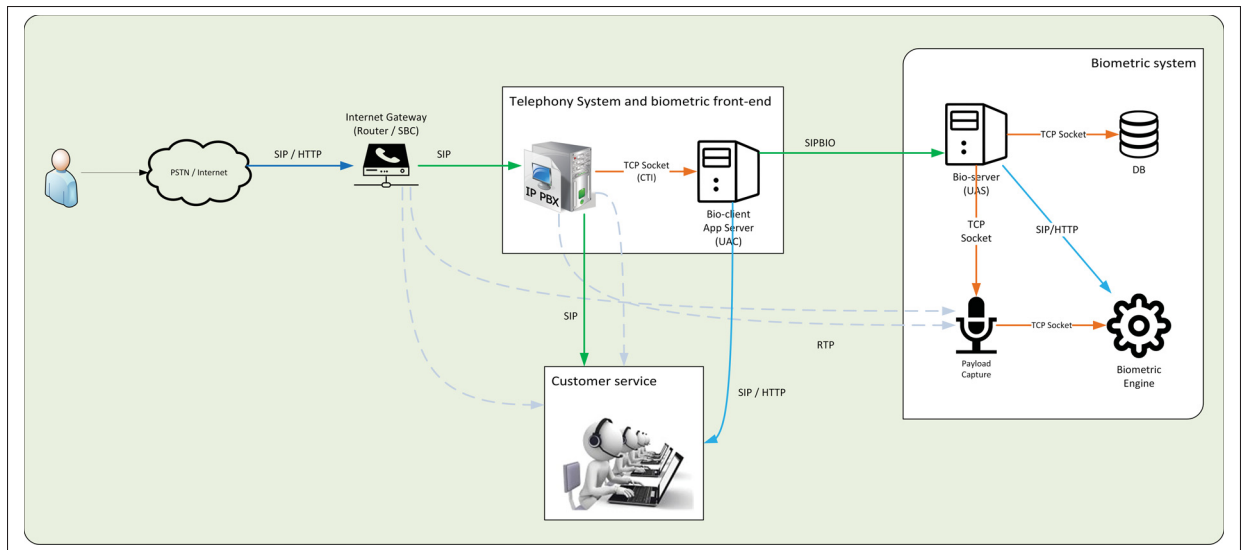 Biometric system
Telephony System and biometric front-end
Internet Gateway
(Router / SBC)
SIP / HTTP
SIP
PSTN / Internet
IP PBX
TCP Socket
(CTI)
Bio-client
App Server
(UAC)
SIPBIO
Bio-server
(UAS)
TCP Socket
DB
TCP
Socket
SIP/HTTP
SIP
RTP
Payload
Capture
TCP Socket
Biometric
Engine
Customer service
SIP / HTTP